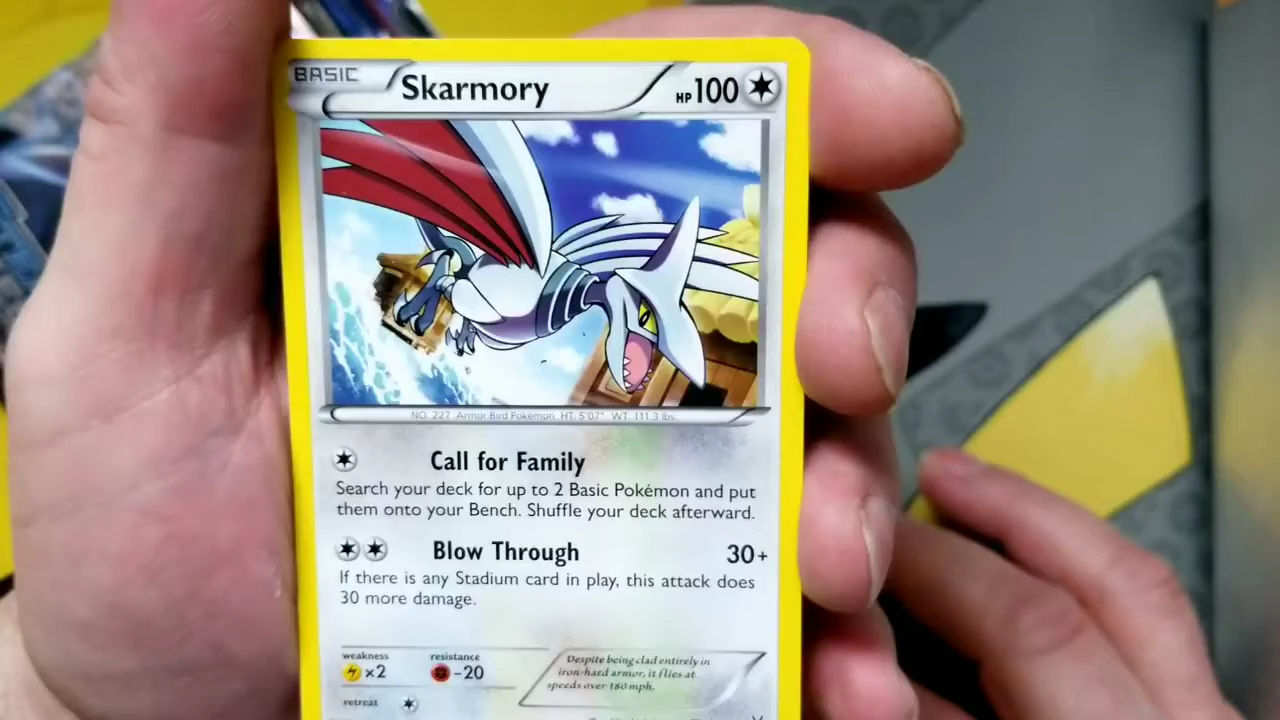 BASIC Skarmory HP 100
NO. 227 Armor Bird Pokémon HT: 5'07" WT: 111.3 lbs.
Call for Family
Search your deck for up to 2 Basic Pokémon and put
them onto your Bench. Shuffle your deck afterward.
Blow Through 30+
If there is any Stadium card in play, this attack does
30 more damage.
weakness resistance
×2 -20
Despite being clad entirely in
iron-hard armor, it flies at
speeds over 180 mph.
retreat